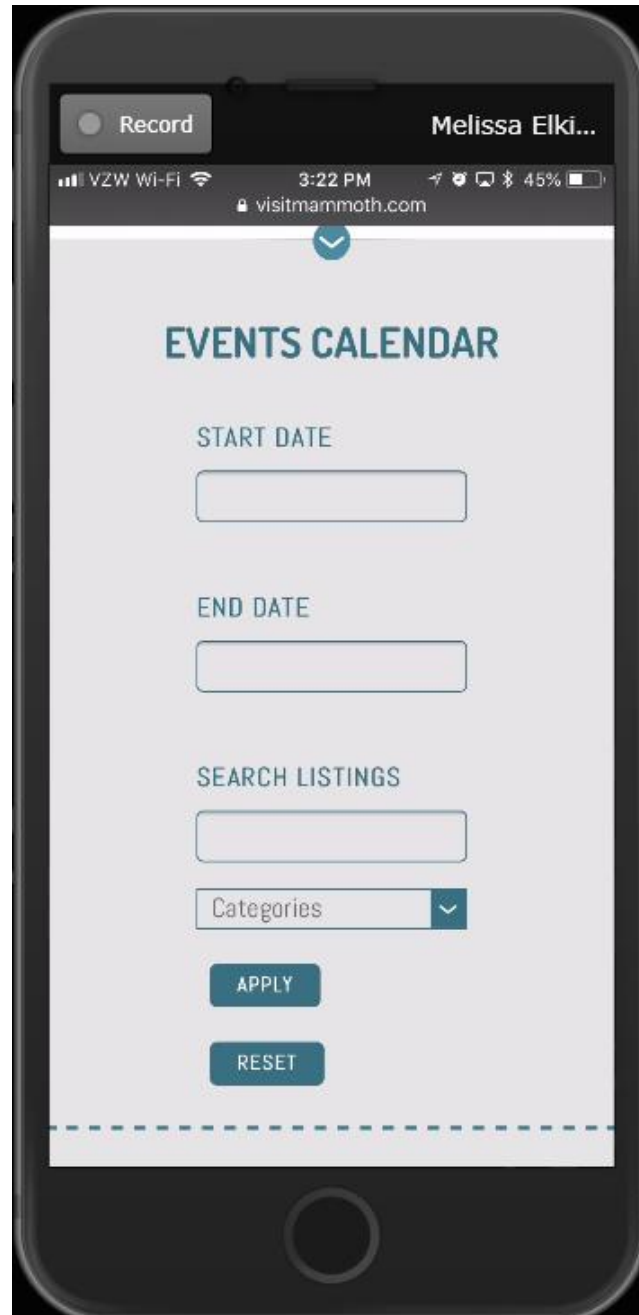 Record
Melissa Elki...
VZW Wi-Fi 3:22 PM 45%
visitmammoth.com
EVENTS CALENDAR
START DATE
END DATE
SEARCH LISTINGS
Categories
APPLY
RESET